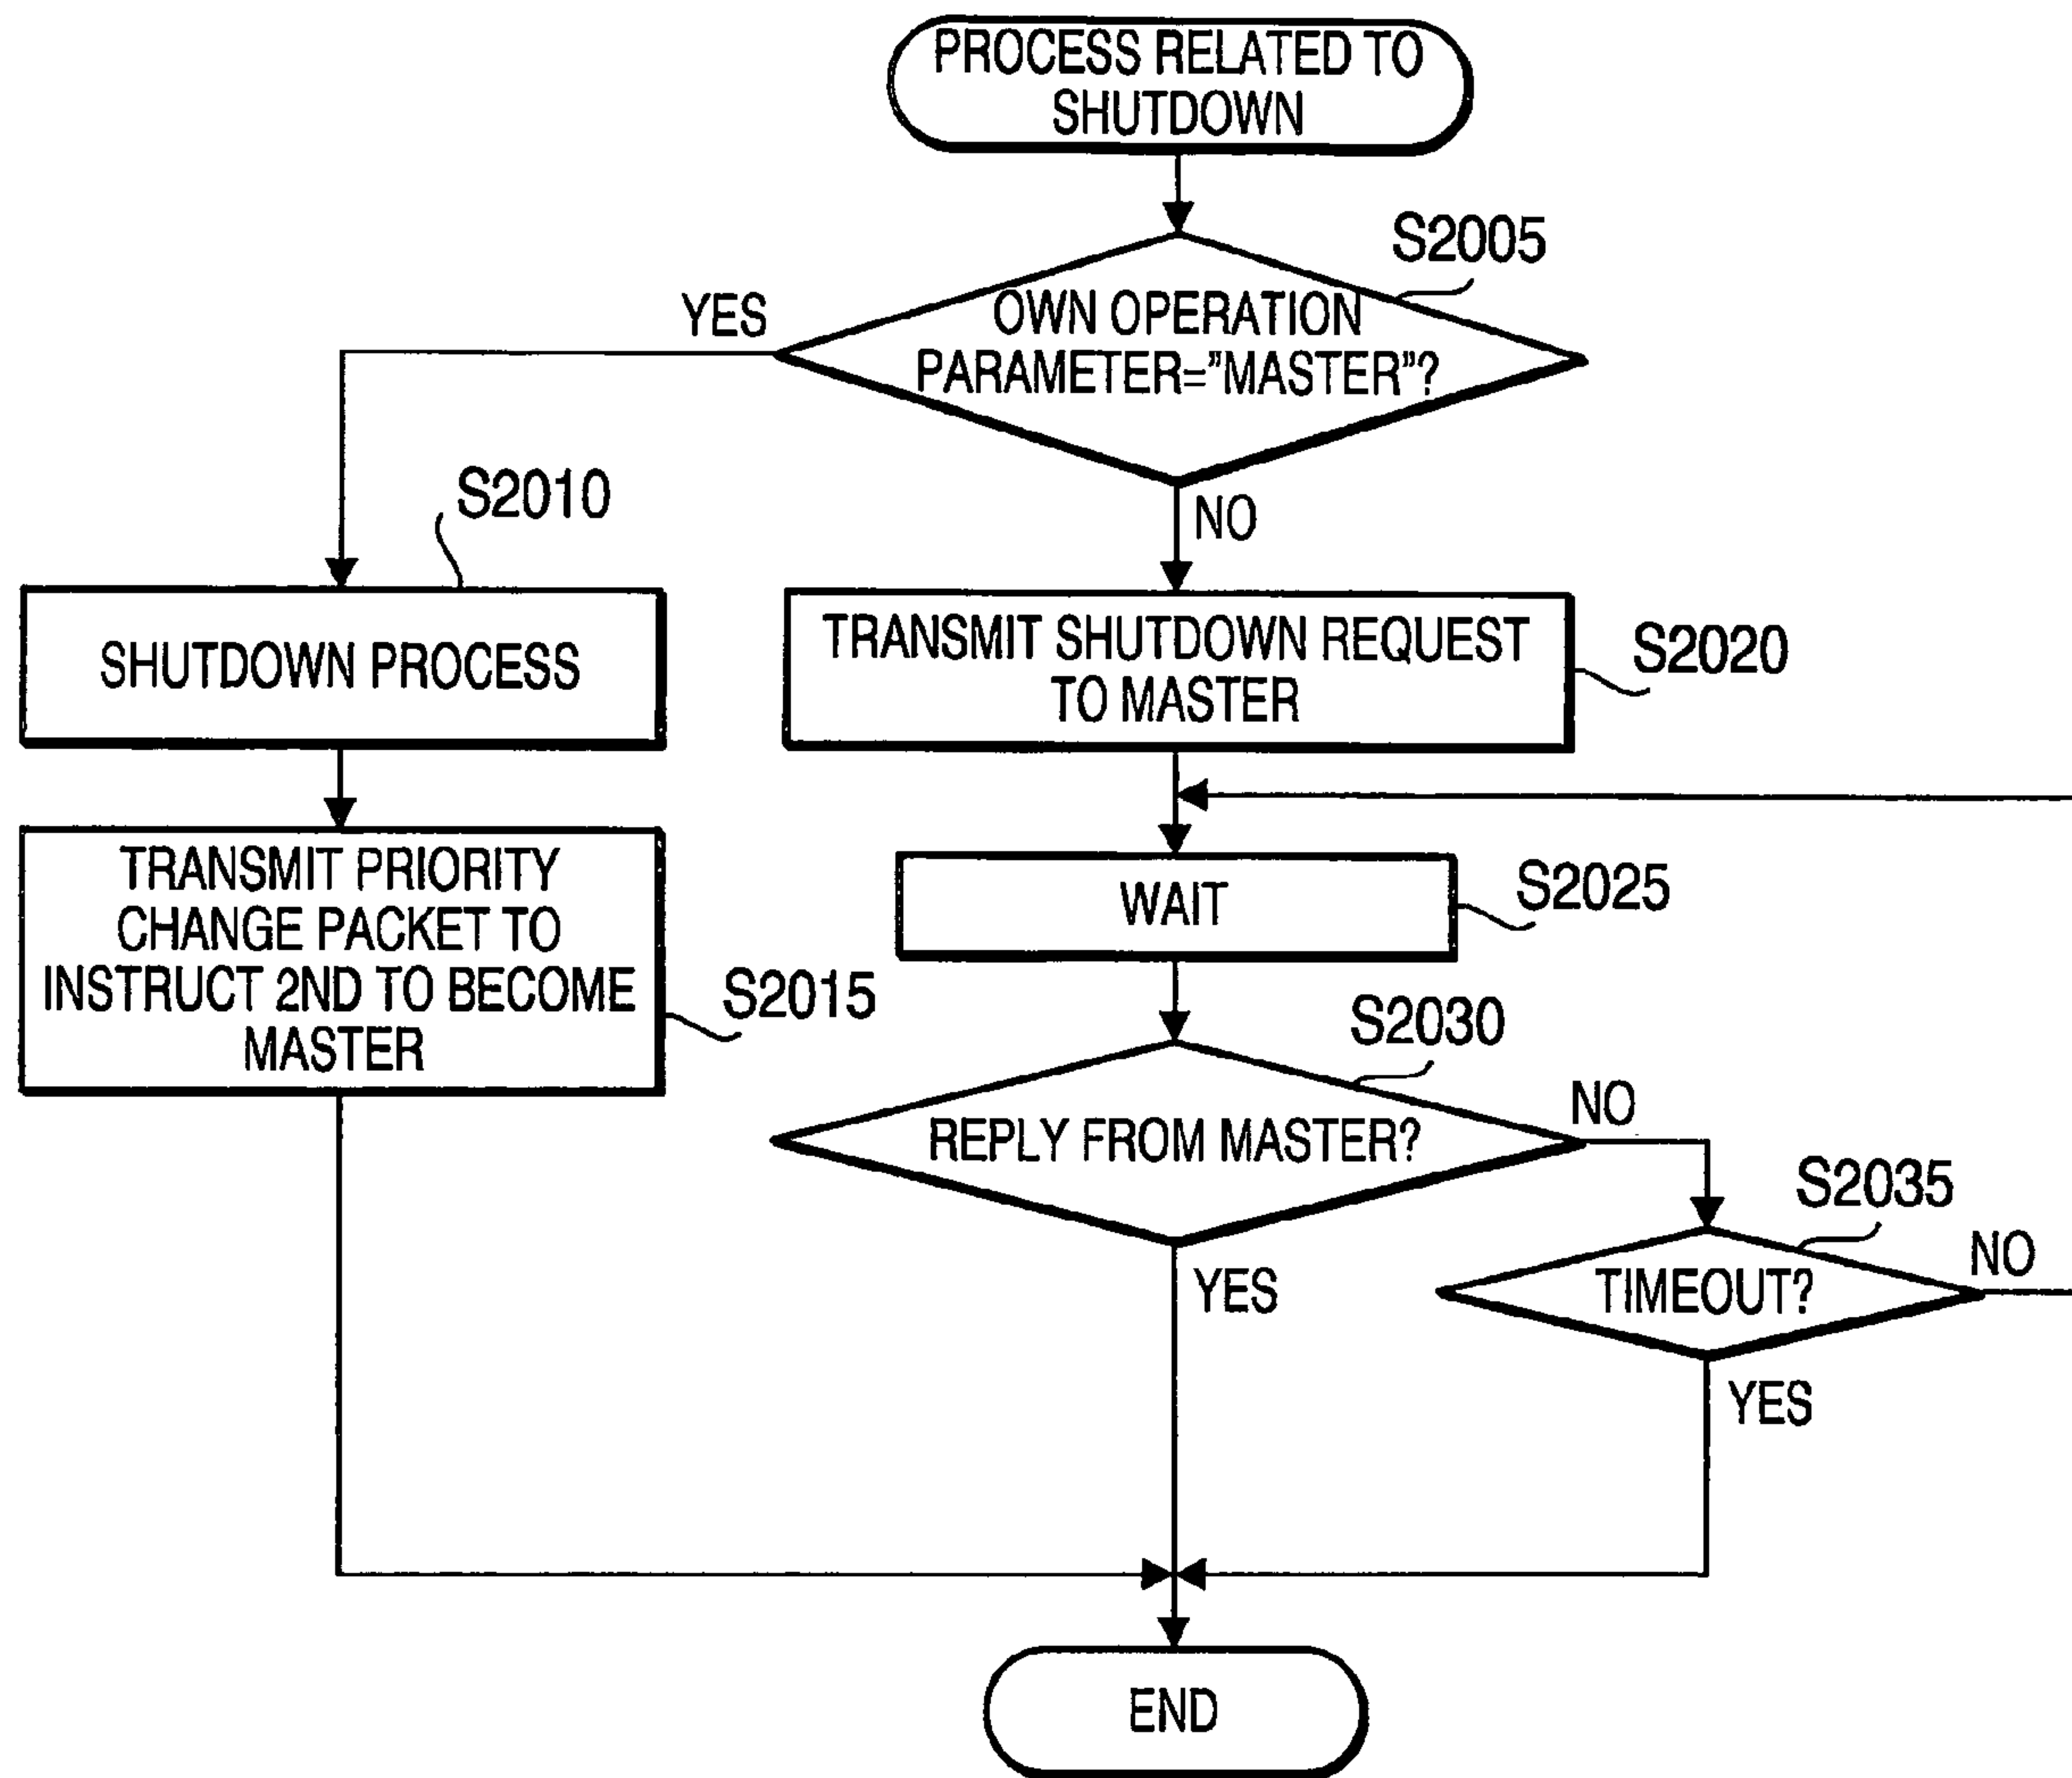 PROCESS RELATED TO
SHUTDOWN
S2005
YES
OWN OPERATION
PARAMETER="MASTER"?
S2010
NO
SHUTDOWN PROCESS
TRANSMIT SHUTDOWN REQUEST
TO MASTER
S2020
TRANSMIT PRIORITY
CHANGE PACKET TO
INSTRUCT 2ND TO BECOME
MASTER
S2015
WAIT
S2025
S2030
REPLY FROM MASTER?
NO
S2035
YES
TIMEOUT?
NO
YES
END